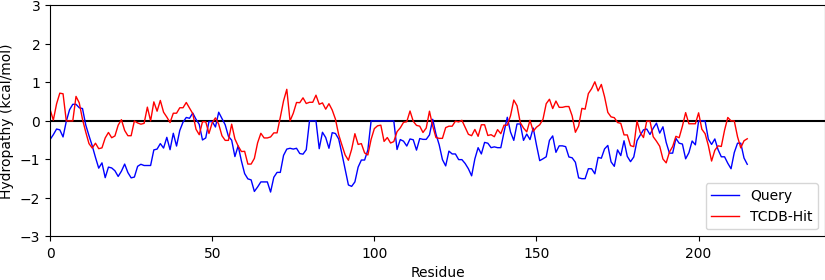 Hydropathy (kcal/mol)
3
2
1
0
−1
−2
−3
0 50 100 150 200
Residue
Query
TCDB-Hit